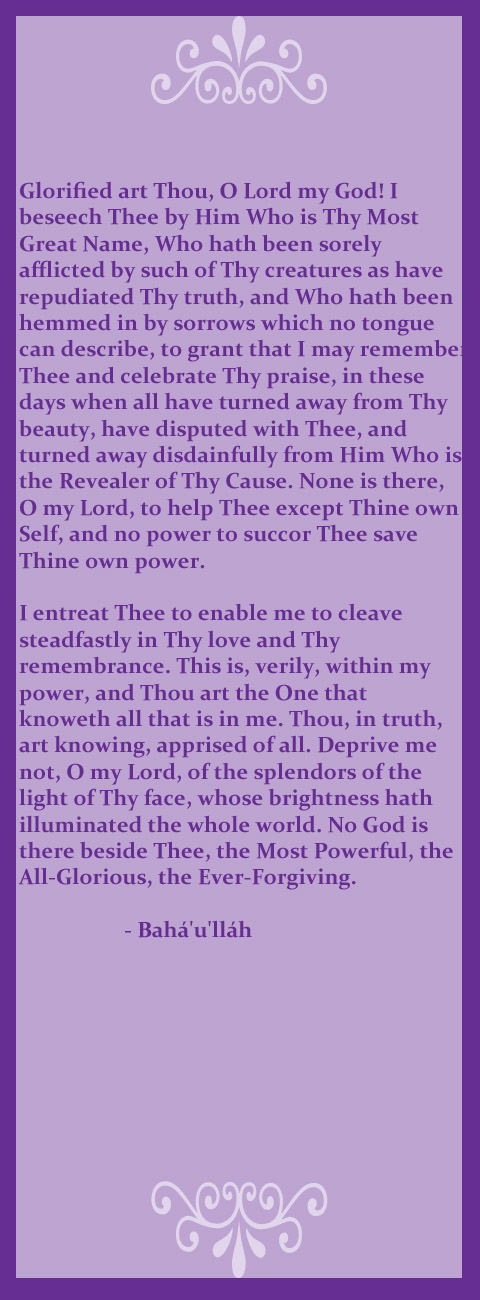 Glorified art Thou, O Lord my God! I
beseech Thee by Him Who is Thy Most
Great Name, Who hath been sorely
afflicted by such of Thy creatures as have
repudiated Thy truth, and Who hath been
hemmed in by sorrows which no tongue
can describe, to grant that I may remember
Thee and celebrate Thy praise, in these
days when all have turned away from Thy
beauty, have disputed with Thee, and
turned away disdainfully from Him Who is
the Revealer of Thy Cause. None is there,
O my Lord, to help Thee except Thine own
Self, and no power to succor Thee save
Thine own power.
I entreat Thee to enable me to cleave
steadfastly in Thy love and Thy
remembrance. This is, verily, within my
power, and Thou art the One that
knoweth all that is in me. Thou, in truth,
art knowing, apprised of all. Deprive me
not, O my Lord, of the splendors of the
light of Thy face, whose brightness hath
illuminated the whole world. No God is
there beside Thee, the Most Powerful, the
All-Glorious, the Ever-Forgiving.
- Bahá'u'lláh